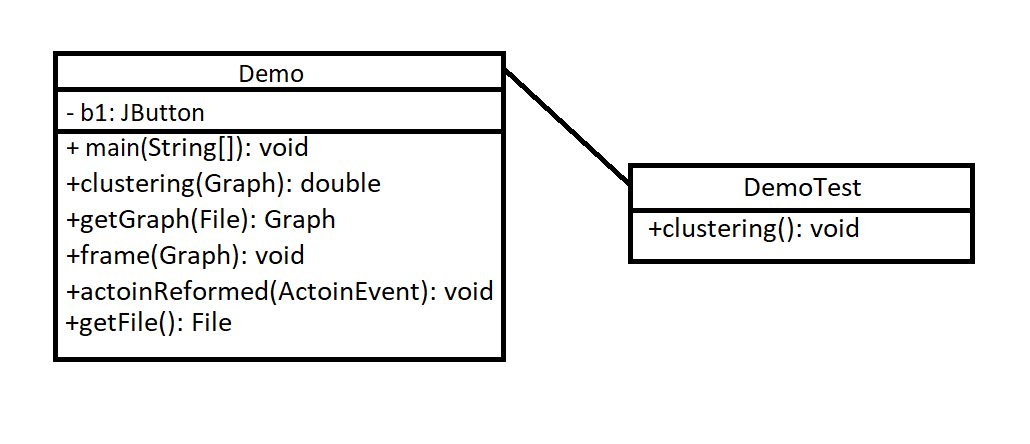 Demo
- b1: JButton
+ main(String[]): void
+clustering(Graph): double
+getGraph(File): Graph
+frame(Graph): void
+actoinReformed(ActoinEvent): void
+getFile(): File
DemoTest
+clustering(): void